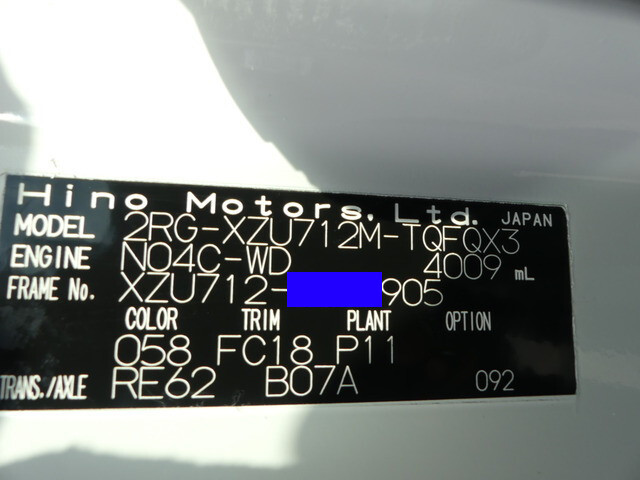 Hino Motors, Ltd. JAPAN
MODEL 2RG-XZU712M-TQFQX3
ENGINE N04C-WD 4009 mL
FRAME No. XZU712- 905
COLOR TRIM PLANT OPTION
058 FC18 P11
TRANS./AXLE RE62 B07A 092